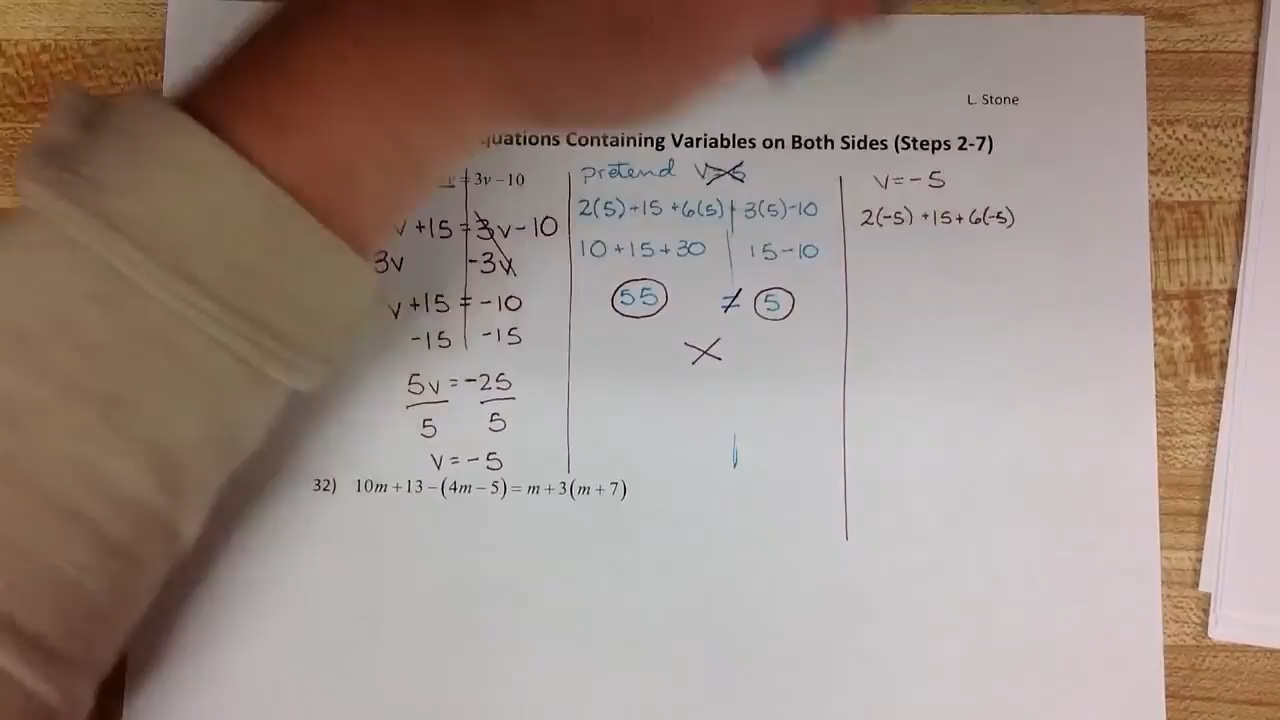 L. Stone
Equations Containing Variables on Both Sides (Steps 2-7)
= 3v – 10
v +15 = 3v - 10
3v -3v
v +15 = -10
-15 -15
5v = -25
5 5
v = -5
pretend v=5
2(5) +15 +6(5) 3(5)-10
10 +15 +30 15 -10
55 ≠ 5
X
v = -5
2(-5) +15 + 6(-5)
32) 10m + 13 – (4m – 5) = m + 3(m + 7)